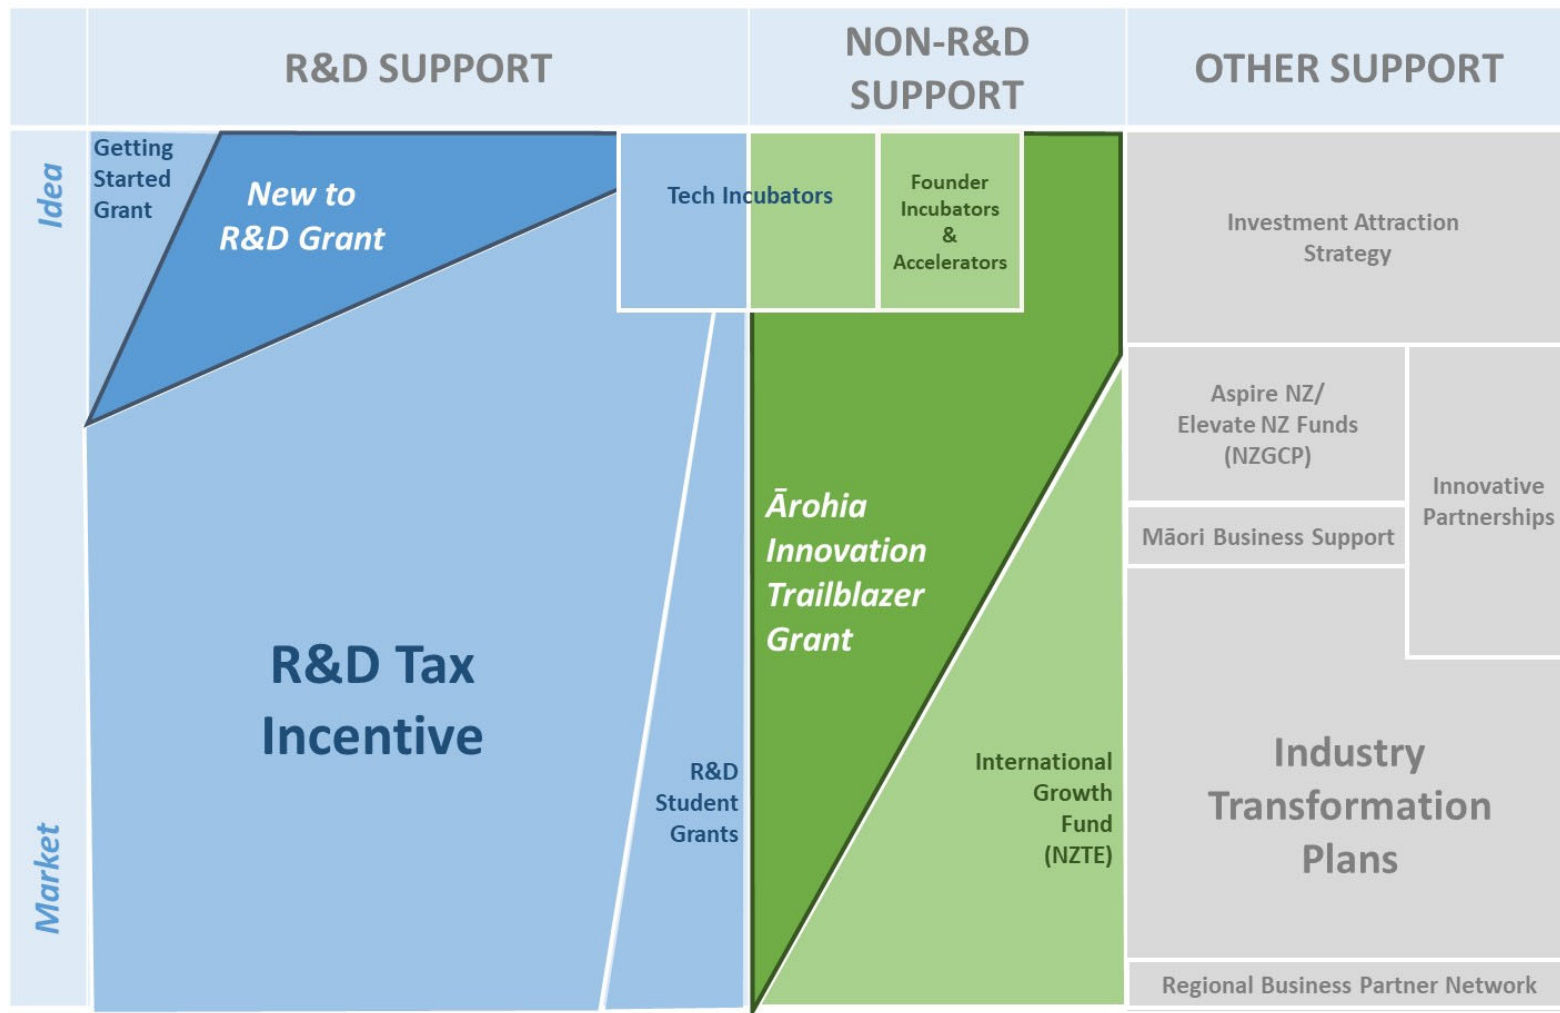 R&D SUPPORT
NON-R&D
SUPPORT
OTHER SUPPORT
Idea
Market
Getting
Started
Grant
New to
R&D Grant
Tech Incubators
R&D Tax
Incentive
R&D
Student
Grants
Founder
Incubators
&
Accelerators
Ārohia
Innovation
Trailblazer
Grant
International
Growth
Fund
(NZTE)
Investment Attraction
Strategy
Aspire NZ/
Elevate NZ Funds
(NZGCP)
Innovative
Partnerships
Māori Business Support
Industry
Transformation
Plans
Regional Business Partner Network